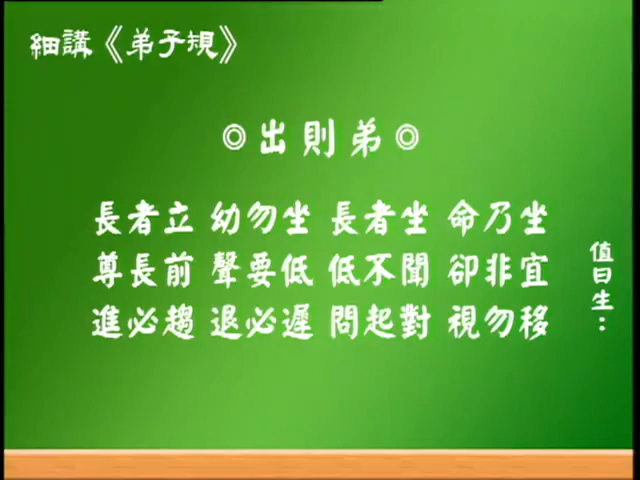 細講《弟子規》
◎出則弟◎
長者立 幼勿坐 長者坐 命乃坐
尊長前 聲要低 低不聞 卻非宜
進必趨 退必遲 問起對 視勿移
值日生：